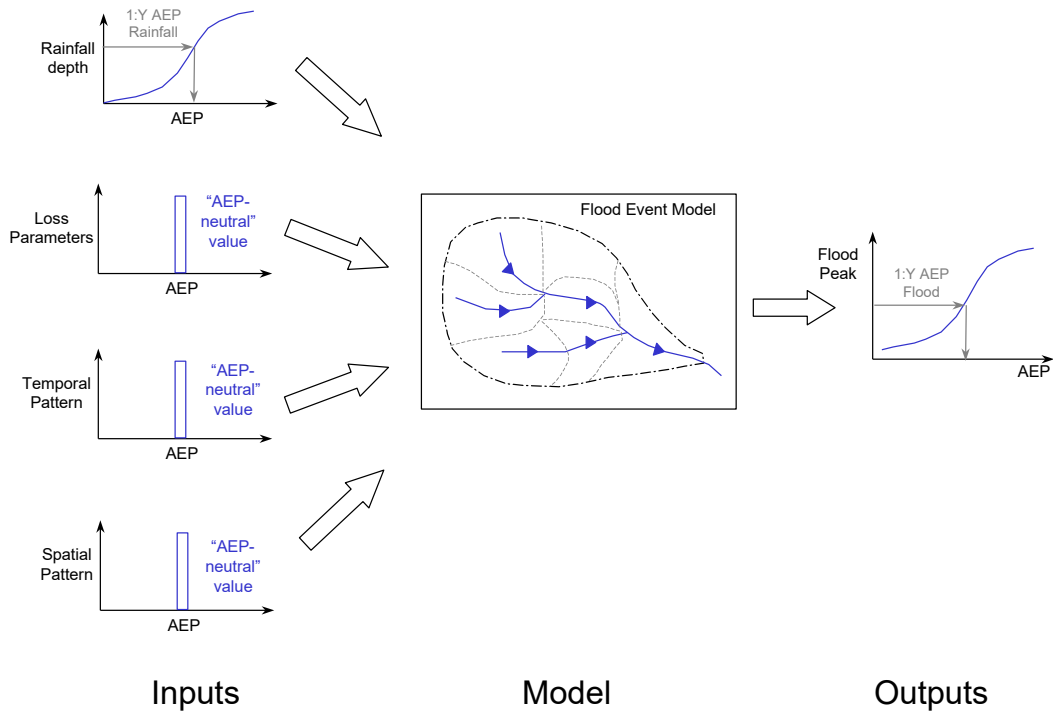 1:Y AEP
Rainfall
Rainfall
depth
AEP
Loss
Parameters
“AEP-
neutral”
value
AEP
Temporal
Pattern
“AEP-
neutral”
value
AEP
Spatial
Pattern
“AEP-
neutral”
value
AEP
Flood Event Model
Flood
Peak
1:Y AEP
Flood
AEP
Inputs
Model
Outputs